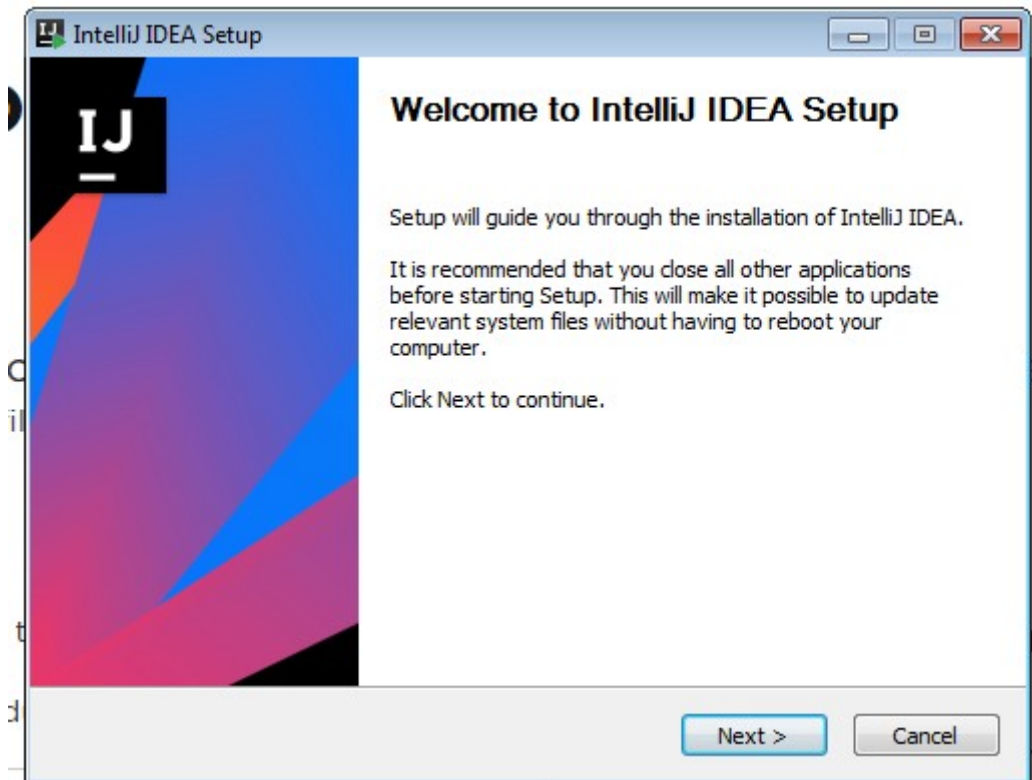 IntelliJ IDEA Setup
IJ
Welcome to IntelliJ IDEA Setup
Setup will guide you through the installation of IntelliJ IDEA.
It is recommended that you close all other applications
before starting Setup. This will make it possible to update
relevant system files without having to reboot your
computer.
Click Next to continue.
Next >
Cancel